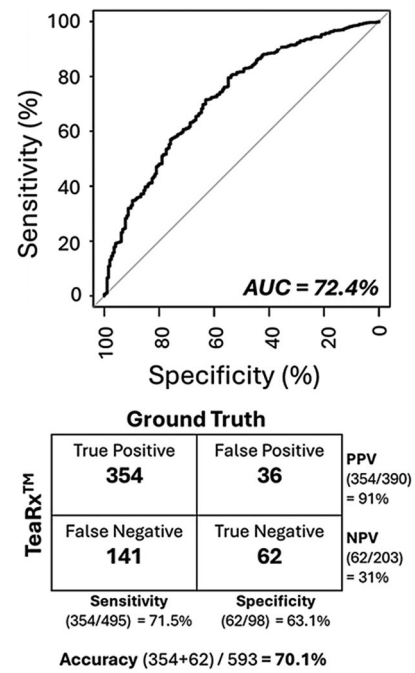 100
80
60
40
20
0
Sensitivity (%)
AUC = 72.4%
100
80
60
40
20
0
Specificity (%)
Ground Truth
TeaRx™
True Positive
354
False Positive
36
PPV
(354/390)
= 91%
False Negative
141
True Negative
62
NPV
(62/203)
= 31%
Sensitivity
(354/495) = 71.5%
Specificity
(62/98) = 63.1%
Accuracy (354+62) / 593 = 70.1%